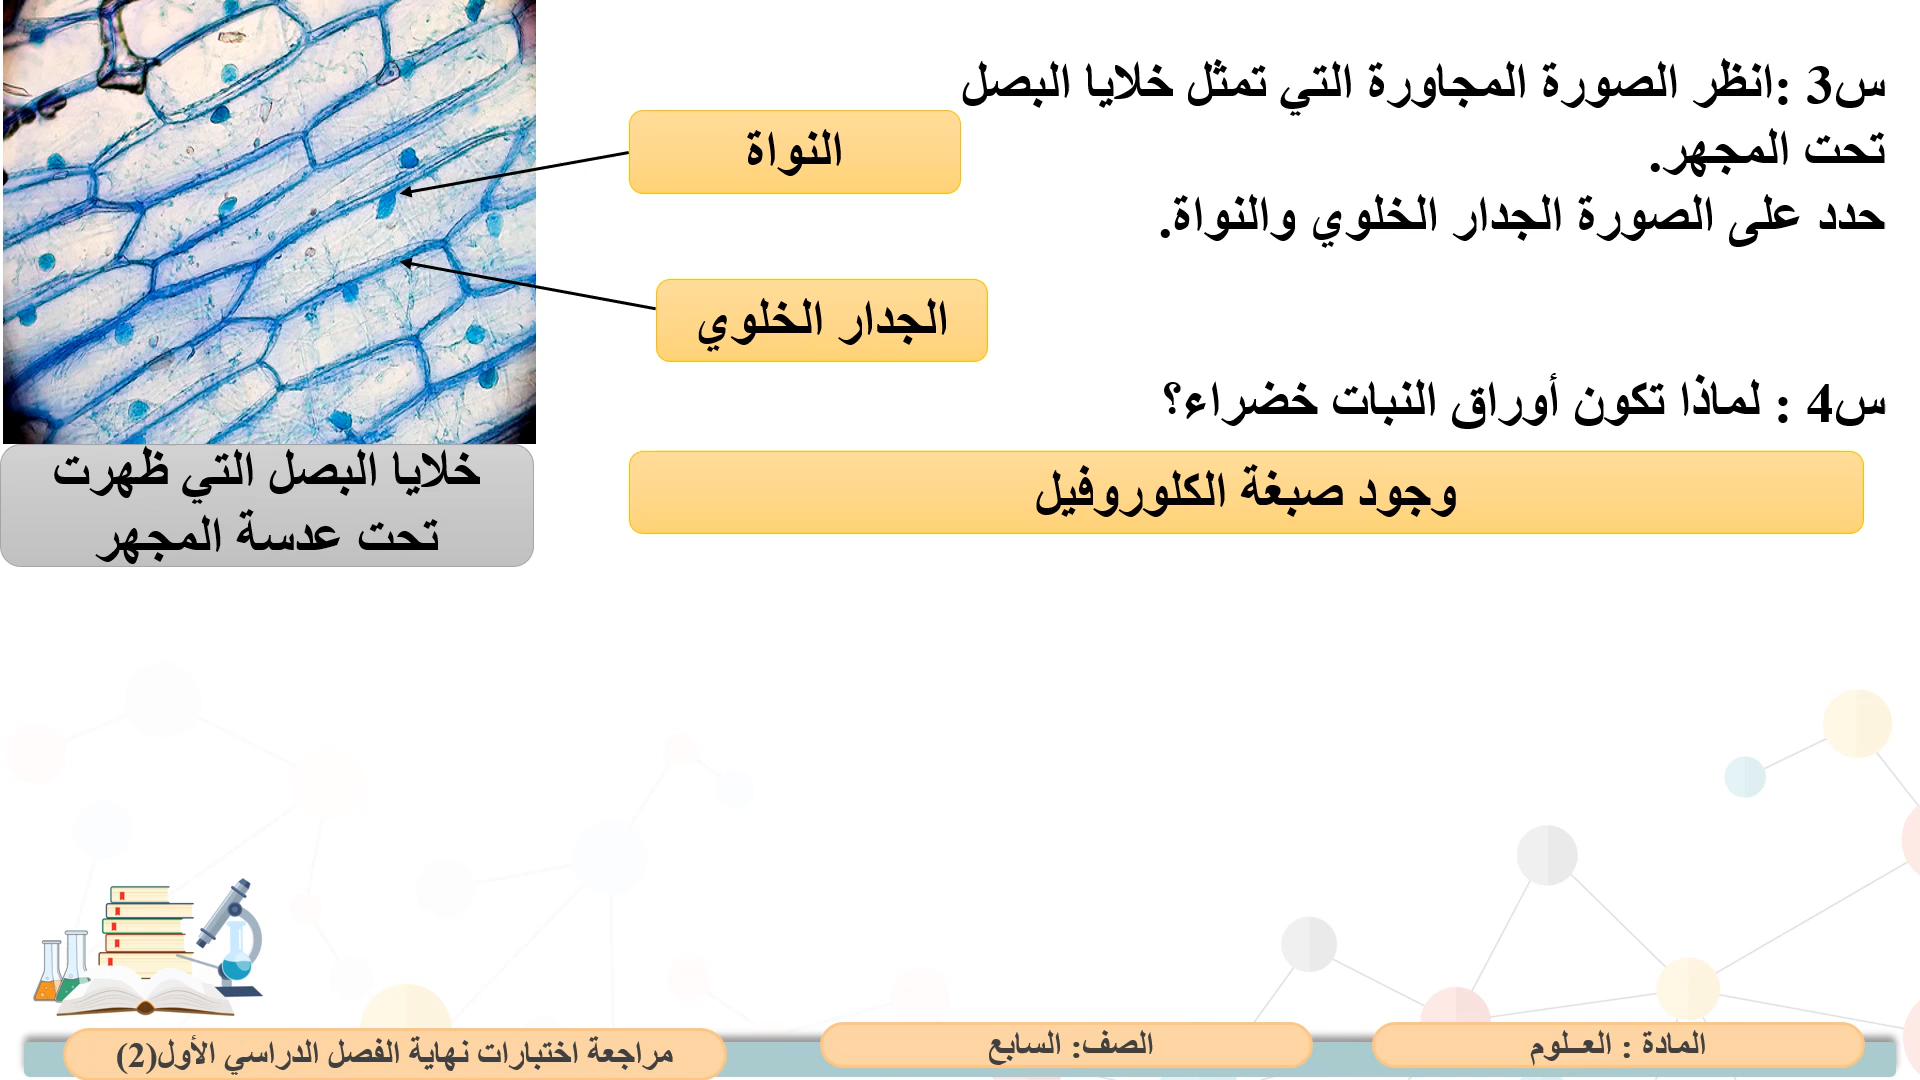 س3 :انظر الصورة المجاورة التي تمثل خلايا البصل
تحت المجهر.
حدد على الصورة الجدار الخلوي والنواة.
النواة
الجدار الخلوي
س4 : لماذا تكون أوراق النبات خضراء؟
وجود صبغة الكلوروفيل
خلايا البصل التي ظهرت
تحت عدسة المجهر
المادة : العــلوم
الصف: السابع
مراجعة اختبارات نهاية الفصل الدراسي الأول(2)